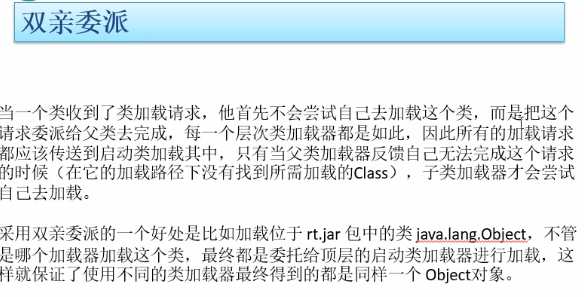 双亲委派
当一个类收到了类加载请求，他首先不会尝试自己去加载这个类，而是把这个
请求委派给父类去完成，每一个层次类加载器都是如此，因此所有的加载请求
都应该传送到启动类加载其中，只有当父类加载器反馈自己无法完成这个请求
的时候（在它的加载路径下没有找到所需加载的Class），子类加载器才会尝试
自己去加载。
采用双亲委派的一个好处是比如加载位于 rt.jar 包中的类 java.lang.Object，不管
是哪个加载器加载这个类，最终都是委托给顶层的启动类加载器进行加载，这
样就保证了使用不同的类加载器最终得到的都是同样一个 Object对象。